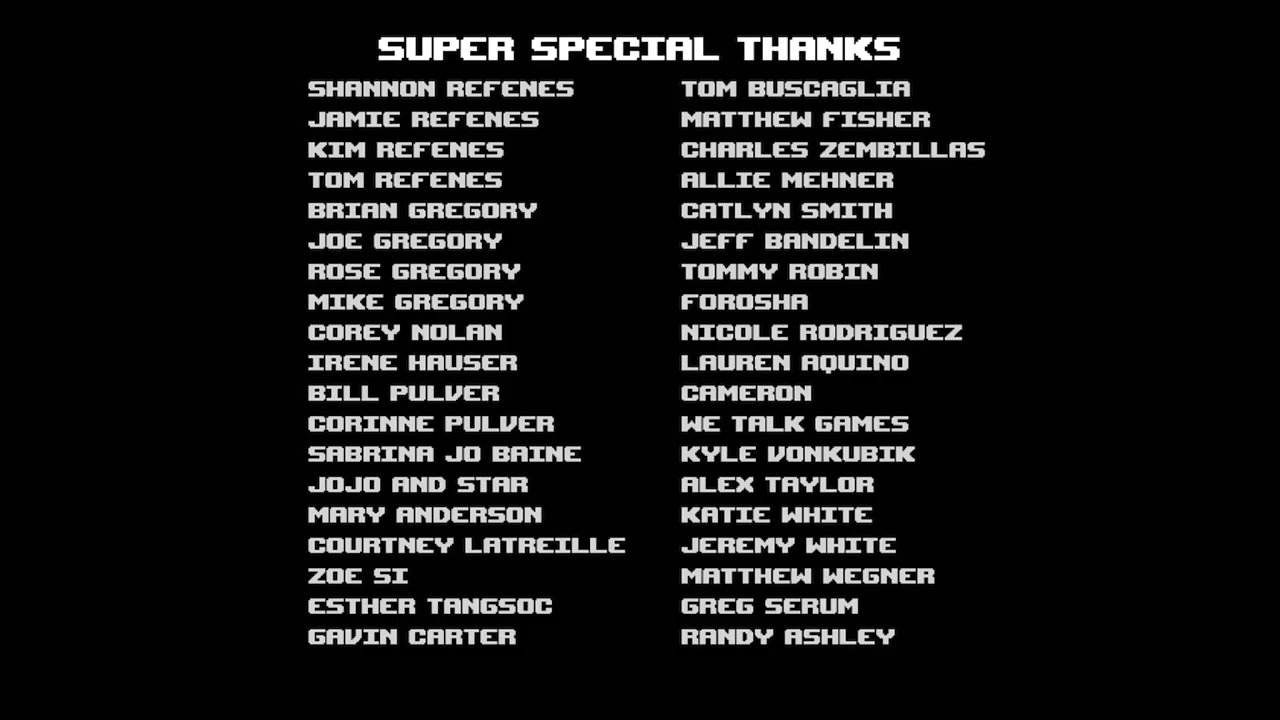 SUPER SPECIAL THANKS
SHANNON REFENES
JAMIE REFENES
KIM REFENES
TOM REFENES
BRIAN GREGORY
JOE GREGORY
ROSE GREGORY
MIKE GREGORY
COREY NOLAN
IRENE HAUSER
BILL PULVER
CORINNE PULVER
SABRINA JO BAINE
JOJO AND STAR
MARY ANDERSON
COURTNEY LATREILLE
ZOE SI
ESTHER TANGSOC
GAVIN CARTER
TOM BUSCAGLIA
MATTHEW FISHER
CHARLES ZEMBILLAS
ALLIE MEHNER
CATLYN SMITH
JEFF BANDELIN
TOMMY ROBIN
FOROSHA
NICOLE RODRIGUEZ
LAUREN AQUINO
CAMERON
WE TALK GAMES
KYLE VONKUBIK
ALEX TAYLOR
KATIE WHITE
JEREMY WHITE
MATTHEW WEGNER
GREG SERUM
RANDY ASHLEY